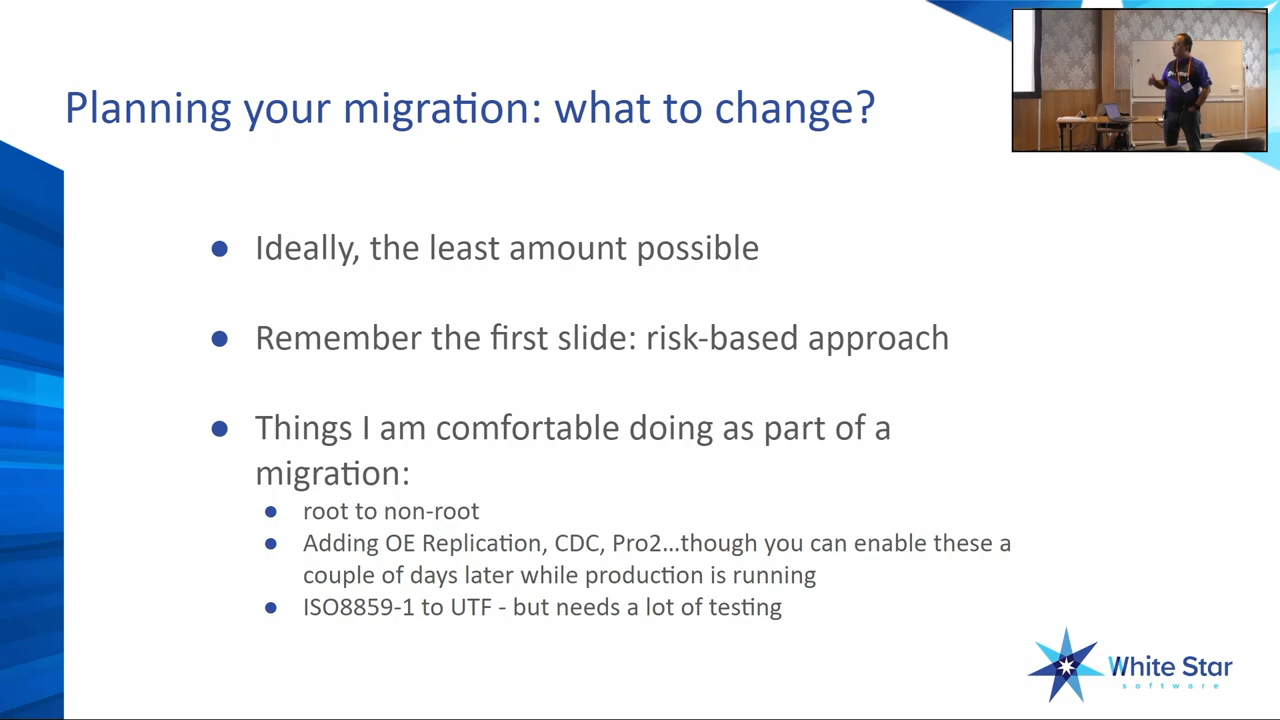 Planning your migration: what to change?
● Ideally, the least amount possible
● Remember the first slide: risk-based approach
● Things I am comfortable doing as part of a
migration:
● root to non-root
● Adding OE Replication, CDC, Pro2...though you can enable these a
couple of days later while production is running
● ISO8859-1 to UTF - but needs a lot of testing
White Star
software